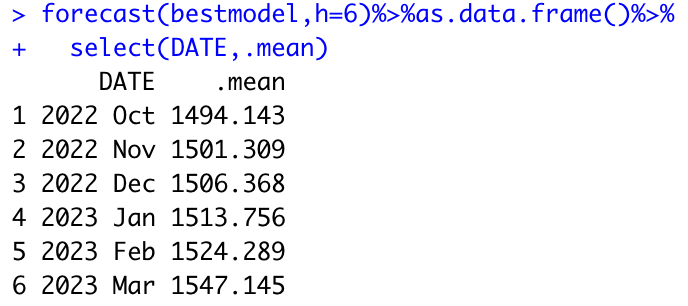 > forecast(bestmodel,h=6)%>%as.data.frame()%>%
+   select(DATE,.mean)
      DATE    .mean
1 2022 Oct 1494.143
2 2022 Nov 1501.309
3 2022 Dec 1506.368
4 2023 Jan 1513.756
5 2023 Feb 1524.289
6 2023 Mar 1547.145